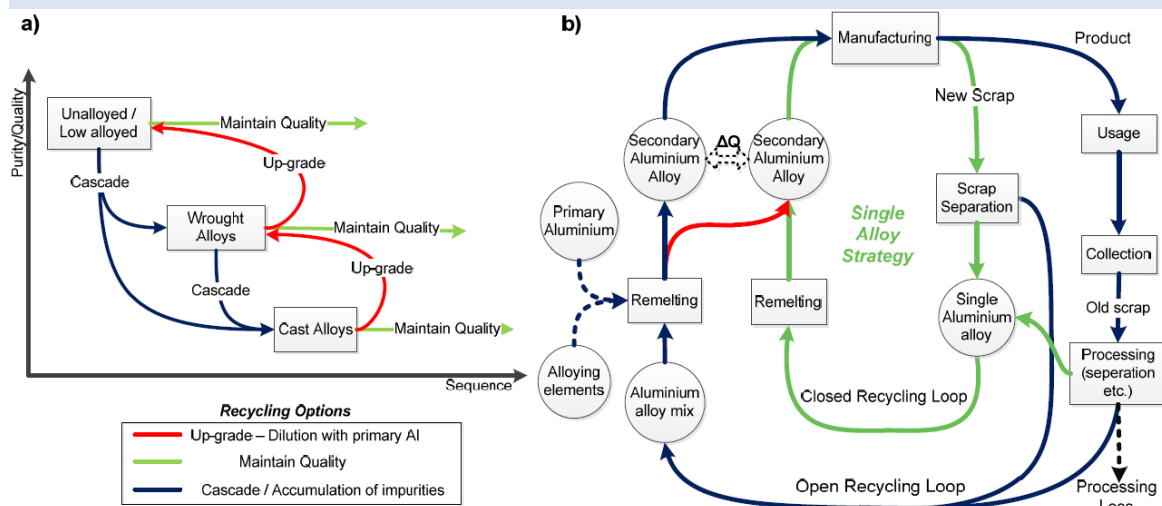 a)
Purity/Quality
Unalloyed /
Low alloyed
Maintain Quality
Up-grade
Cascade
Wrought
Alloys
Maintain Quality
Up-grade
Cascade
Cast Alloys
Maintain Quality
Sequence
Recycling Options
Up-grade – Dilution with primary Al
Maintain Quality
Cascade / Accumulation of impurities
b)
Manufacturing
Product
New Scrap
Usage
Secondary
Aluminium
Alloy
ΔQ
Secondary
Aluminium
Alloy
Scrap
Separation
Primary
Aluminium
Single
Alloy
Strategy
Collection
Remelting
Remelting
Single
Aluminium
alloy
Old scrap
Processing
(seperation
etc.)
Alloying
elements
Aluminium
alloy mix
Closed Recycling Loop
Open Recycling Loop
Processing
Loss